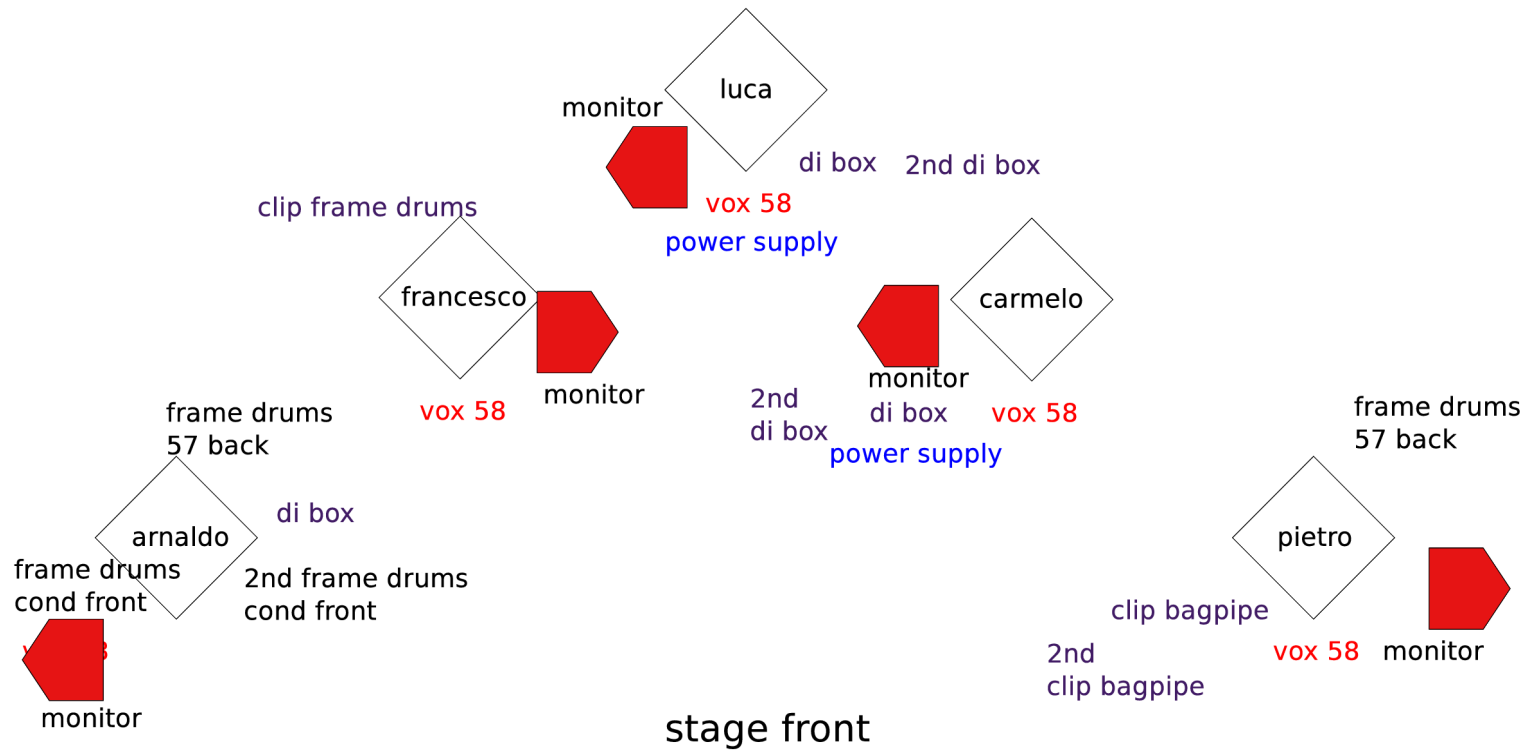 luca
monitor
di box
2nd di box
vox 58
power supply
clip frame drums
francesco
monitor
vox 58
carmelo
monitor
2nd
di box
di box
vox 58
power supply
frame drums
57 back
arnaldo
di box
frame drums
cond front
2nd frame drums
cond front
monitor
frame drums
57 back
pietro
clip bagpipe
2nd
clip bagpipe
vox 58
monitor
stage front